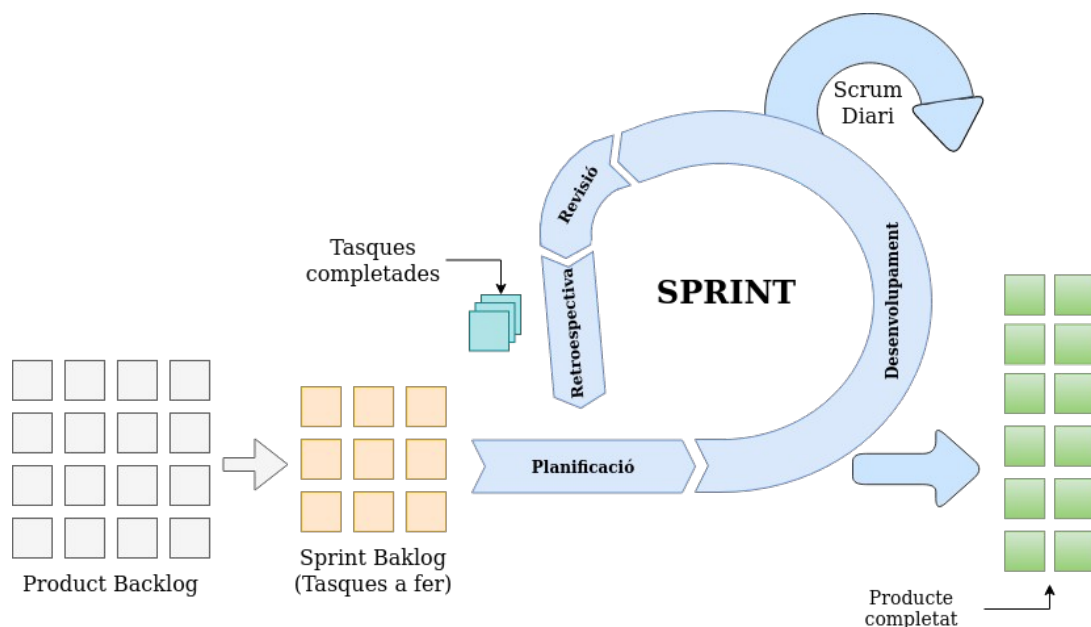 Scrum
Diari
Revisió
Tasques
completades
Retroespectiva
SPRINT
Desenvolupament
Planificació
Sprint Baklog
(Tasques a fer)
Product Backlog
Producte
completat